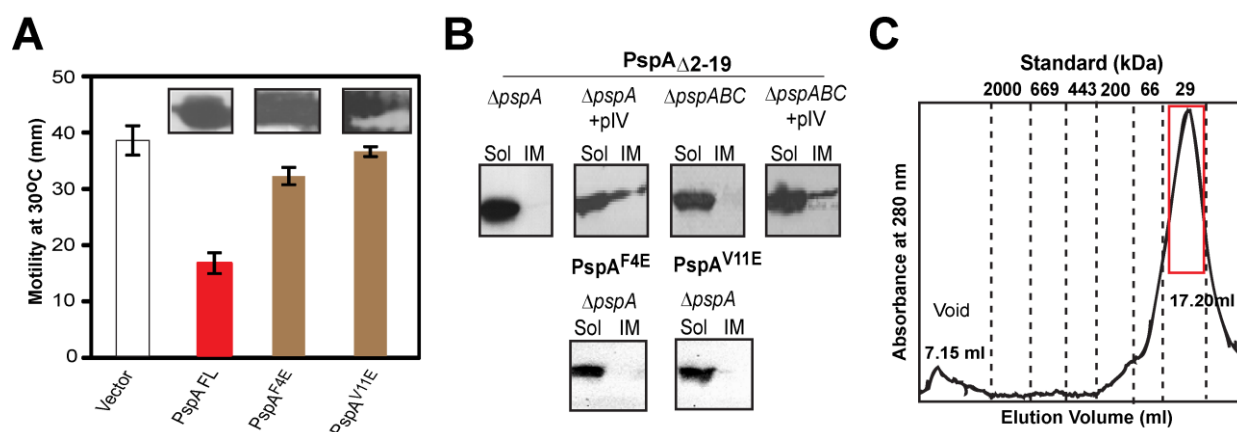 A
Motility at 30ºC (mm)
50
40
30
20
10
0
Vector
PspA FL
PspAF4E
PspAV11E
B
PspAΔ2-19
ΔpspA
ΔpspA
+pIV
ΔpspABC
ΔpspABC
+pIV
Sol IM
Sol IM
Sol IM
Sol IM
PspAF4E
PspAV11E
ΔpspA
ΔpspA
Sol IM
Sol IM
C
Standard (kDa)
2000 669 443 200 66 29
Absorbance at 280 nm
Void
7.15 ml
17.20ml
Elution Volume (ml)